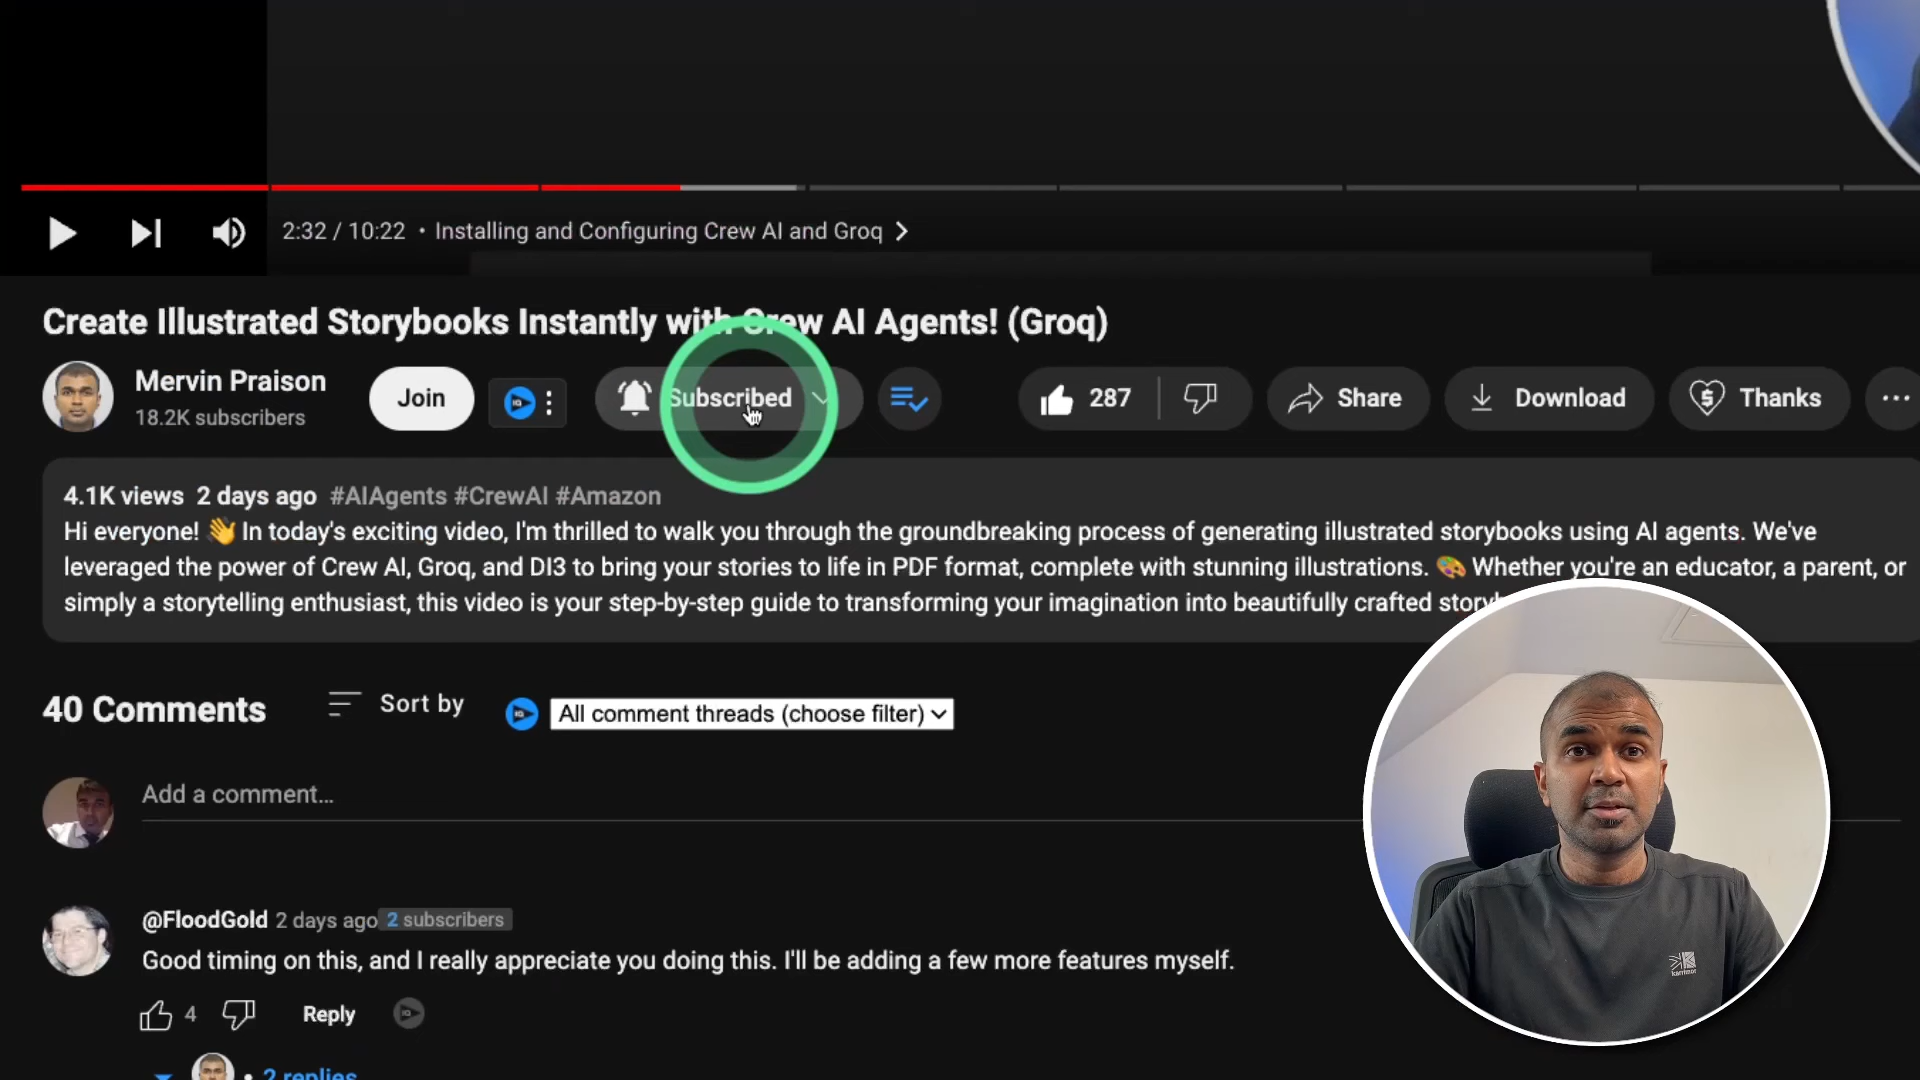 2:32 / 10:22 • Installing and Configuring Crew AI and Groq
Create Illustrated Storybooks Instantly with Crew AI Agents! (Groq)
Mervin Praison
18.2K subscribers
Join
Subscribed
287
Share
Download
Thanks
4.1K views 2 days ago #AIAgents #CrewAI #Amazon
Hi everyone! 👋 In today's exciting video, I'm thrilled to walk you through the groundbreaking process of generating illustrated storybooks using AI agents. We've
leveraged the power of Crew AI, Groq, and DI3 to bring your stories to life in PDF format, complete with stunning illustrations. 🎨 Whether you're an educator, a parent, or
simply a storytelling enthusiast, this video is your step-by-step guide to transforming your imagination into beautifully crafted
40 Comments
Sort by
All comment threads (choose filter)
Add a comment...
@FloodGold 2 days ago 2 subscribers
Good timing on this, and I really appreciate you doing this. I'll be adding a few more features myself.
4
Reply
2 replies